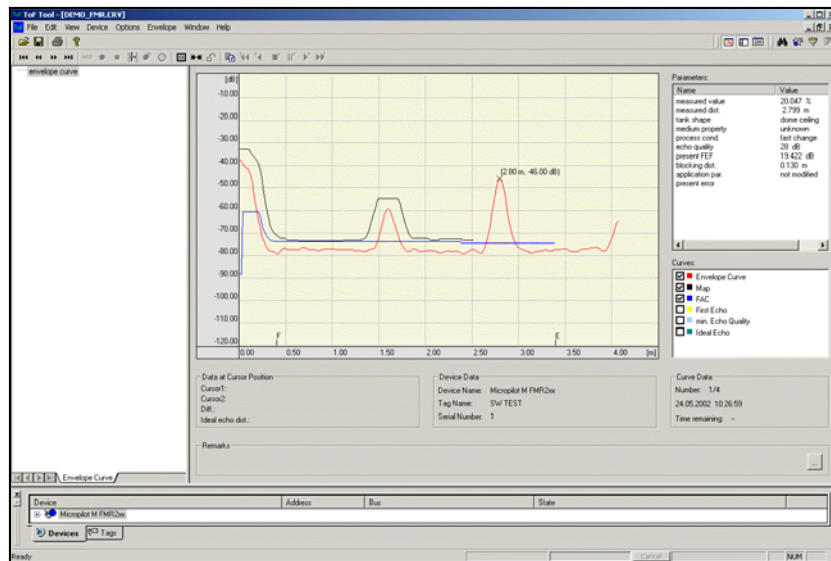 ToF Tool - [DEMO_FMR.CRV]
File Edit View Device Options Envelope Window Help
envelope curve
[dB]
-10.00
-20.00
-30.00
-40.00
-50.00
-60.00
-70.00
-80.00
-90.00
-100.00
-110.00
-120.00
(2.80 m, -46.00 dB)
F
E
0.00 0.50 1.00 1.50 2.00 2.50 3.00 3.50 4.00 [m]
Parameters:
Name Value
measured value 20.047 %
measured dist. 2.799 m
tank shape dome ceiling
medium property unknown
process cond. fast change
echo quality 28 dB
present FEF 19.422 dB
blocking dist. 0.130 m
application par. not modified
present error
Curves:
Envelope Curve
Map
FAC
First Echo
min. Echo Quality
Ideal Echo
Data at Cursor Position
Cursor1:
Cursor2:
Diff.:
Ideal echo dist.:
Device Data
Device Name: Micropilot M FMR2xx
Tag Name: SW TEST
Serial Number: 1
Curve Data
Number: 1/4
24.05.2002 10:26:59
Time remaining: --
Remarks
...
Envelope Curve
Device Address Bus State
Micropilot M FMR2xx
Devices Tags
Ready Cancel NUM